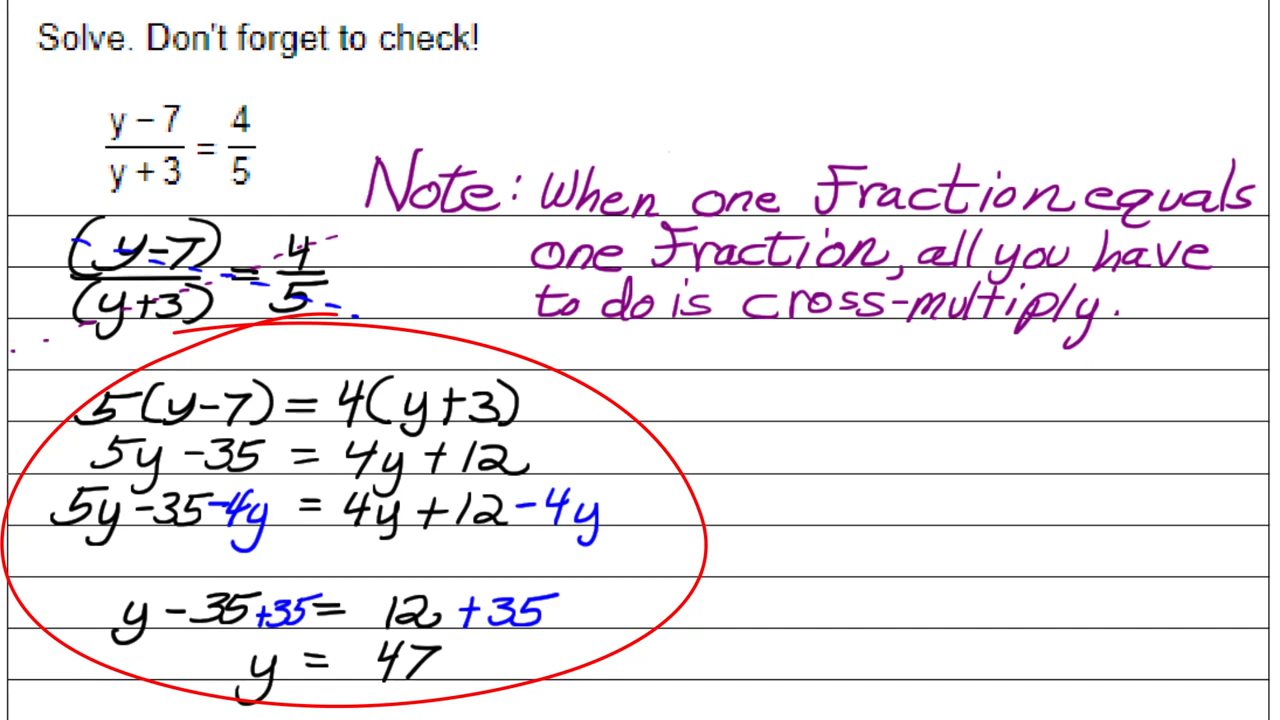 Solve. Don't forget to check!
y - 7 / y + 3 = 4 / 5
Note: When one fraction equals
one fraction, all you have
to do is cross-multiply.
(y-7) / (y+3) = 4 / 5
5(y-7) = 4(y+3)
5y -35 = 4y +12
5y -35 -4y = 4y +12 -4y
y -35 +35 = 12 +35
y = 47